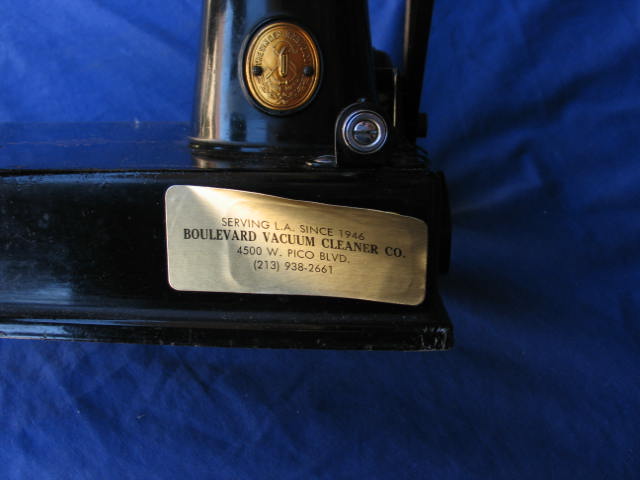 SERVING L.A. SINCE 1946
BOULEVARD VACUUM CLEANER CO.
4500 W. PICO BLVD.
(213) 938-2661